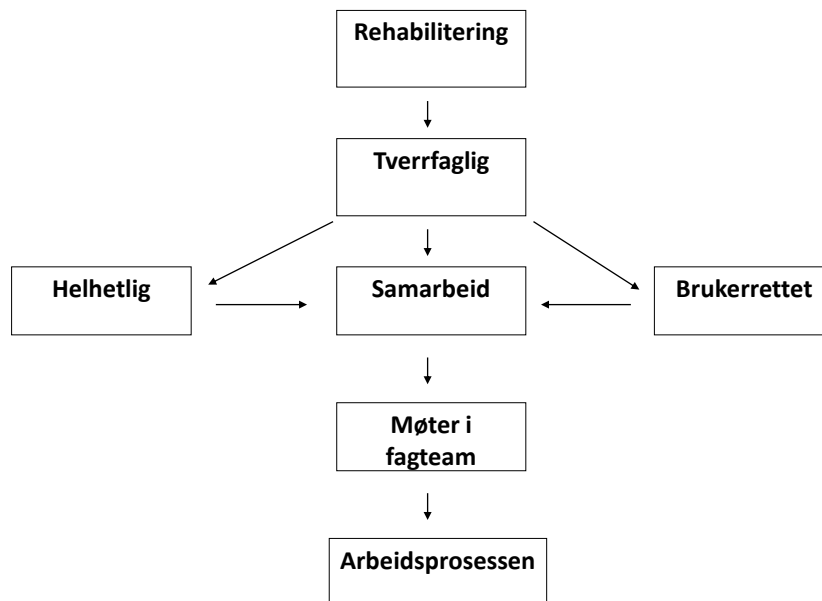 Rehabilitering
Tverrfaglig
Helhetlig
Samarbeid
Brukerrettet
Møter i
fagteam
Arbeidsprosessen